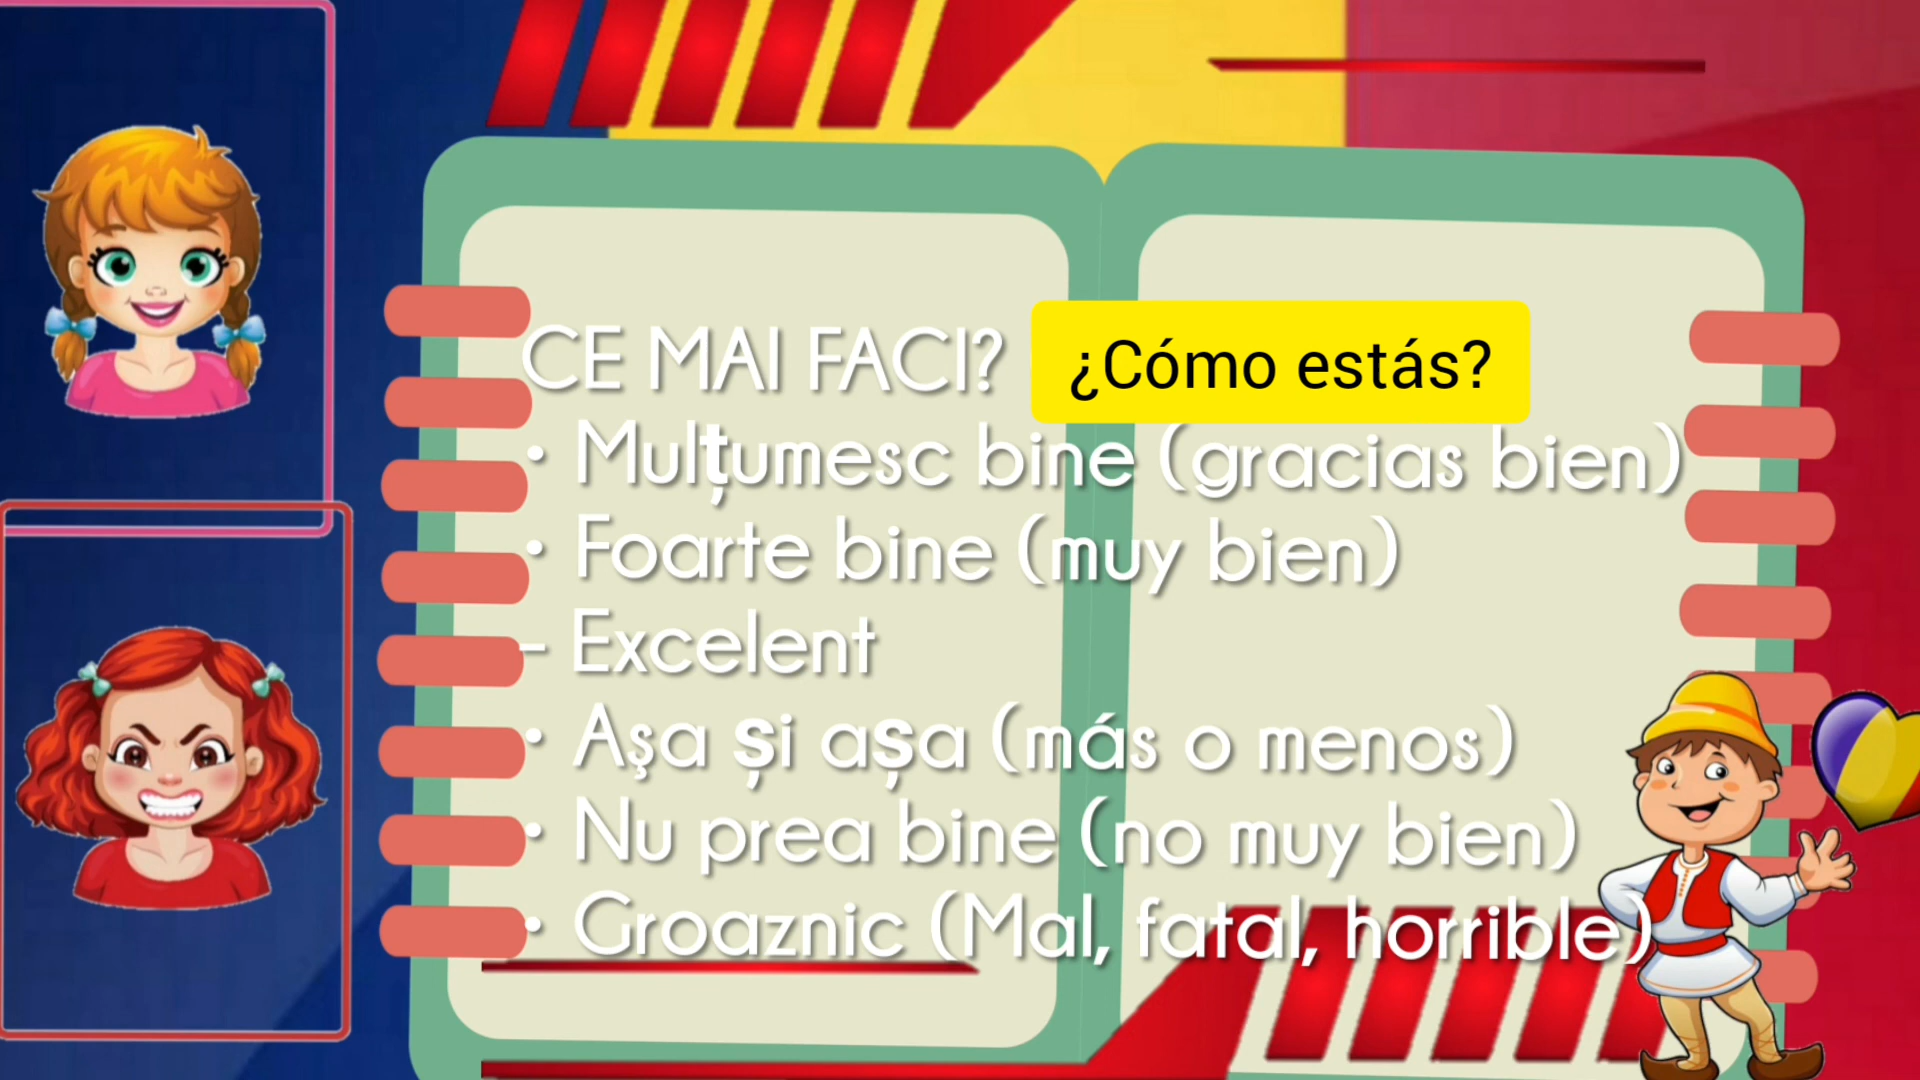 CE MAI FACI? ¿Cómo estás?
• Mulțumesc bine (gracias bien)
• Foarte bine (muy bien)
- Excelent
• Așa și așa (más o menos)
• Nu prea bine (no muy bien)
• Groaznic (Mal, fatal, horrible)